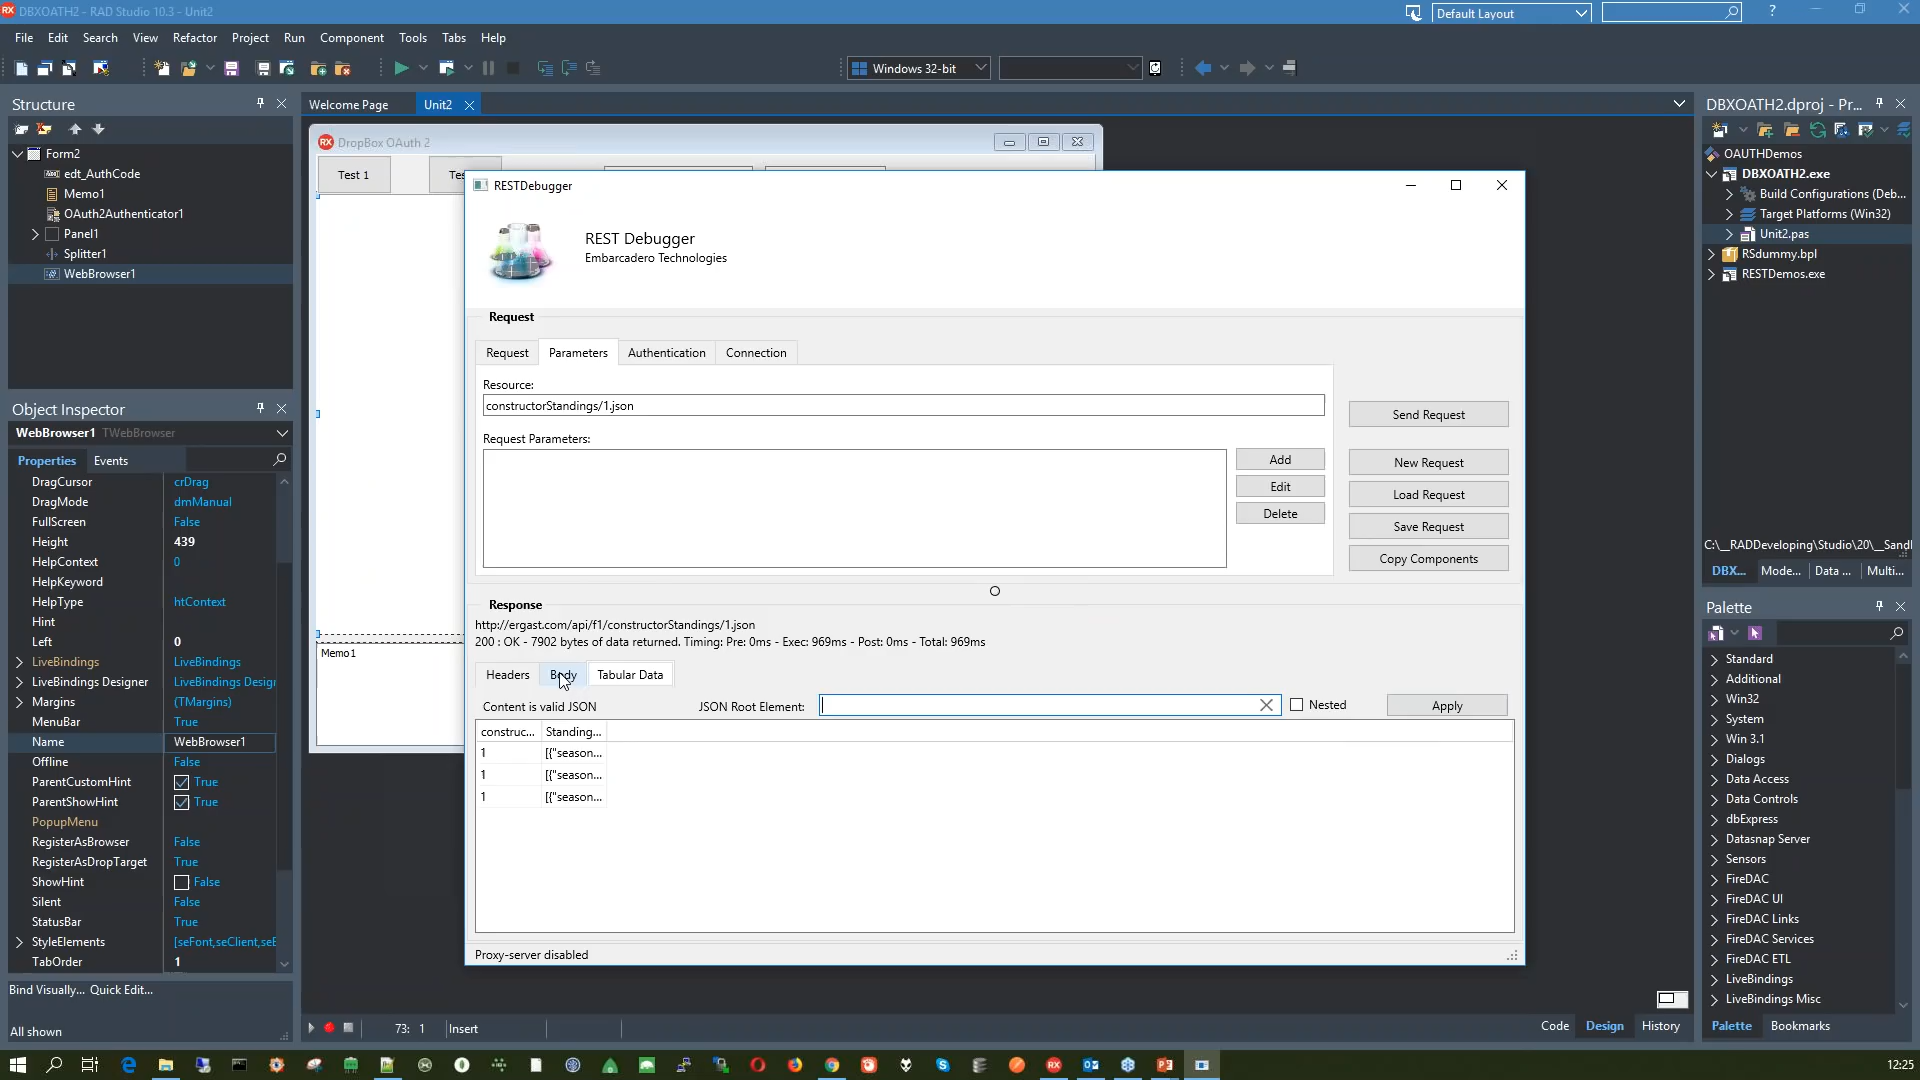 DBXOATH2 - RAD Studio 10.3 - Unit2
Default Layout
?
File Edit Search View Refactor Project Run Component Tools Tabs Help
Windows 32-bit
Structure
Form2
edt_AuthCode
Memo1
OAuth2Authenticator1
Panel1
Splitter1
WebBrowser1
Object Inspector
WebBrowser1 TWebBrowser
Properties Events
DragCursor crDrag
DragMode dmManual
FullScreen False
Height 439
HelpContext 0
HelpKeyword
HelpType htContext
Hint
Left 0
LiveBindings LiveBindings
LiveBindings Designer LiveBindings Desigr
Margins (TMargins)
MenuBar True
Name WebBrowser1
Offline False
ParentCustomHint True
ParentShowHint True
PopupMenu
RegisterAsBrowser False
RegisterAsDropTarget True
ShowHint False
Silent False
StatusBar True
StyleElements [seFont,seClient,seE
TabOrder 1
Bind Visually... Quick Edit...
All shown
Welcome Page Unit2
DropBox OAuth 2
Test 1
Memo1
RESTDebugger
REST Debugger
Embarcadero Technologies
Request
Request Parameters Authentication Connection
Resource:
constructorStandings/1.json
Request Parameters:
Add
Edit
Delete
Send Request
New Request
Load Request
Save Request
Copy Components
Response
http://ergast.com/api/f1/constructorStandings/1.json
200 : OK - 7902 bytes of data returned. Timing: Pre: 0ms - Exec: 969ms - Post: 0ms - Total: 969ms
Headers Body Tabular Data
Content is valid JSON JSON Root Element: Nested Apply
construc... Standing...
1 [{"season...
1 [{"season...
1 [{"season...
Proxy-server disabled
73: 1 Insert
Code Design History
DBXOATH2.dproj - Pr...
OAUTHDemos
DBXOATH2.exe
Build Configurations (Deb...
Target Platforms (Win32)
Unit2.pas
RSdummy.bpl
RESTDemos.exe
C:\__RADDeveloping\Studio\20\__Sandl
DBX... Mode... Data ... Multi...
Palette
Standard
Additional
Win32
System
Win 3.1
Dialogs
Data Access
Data Controls
dbExpress
Datasnap Server
Sensors
FireDAC
FireDAC UI
FireDAC Links
FireDAC Services
FireDAC ETL
LiveBindings
LiveBindings Misc
Palette Bookmarks
12:25